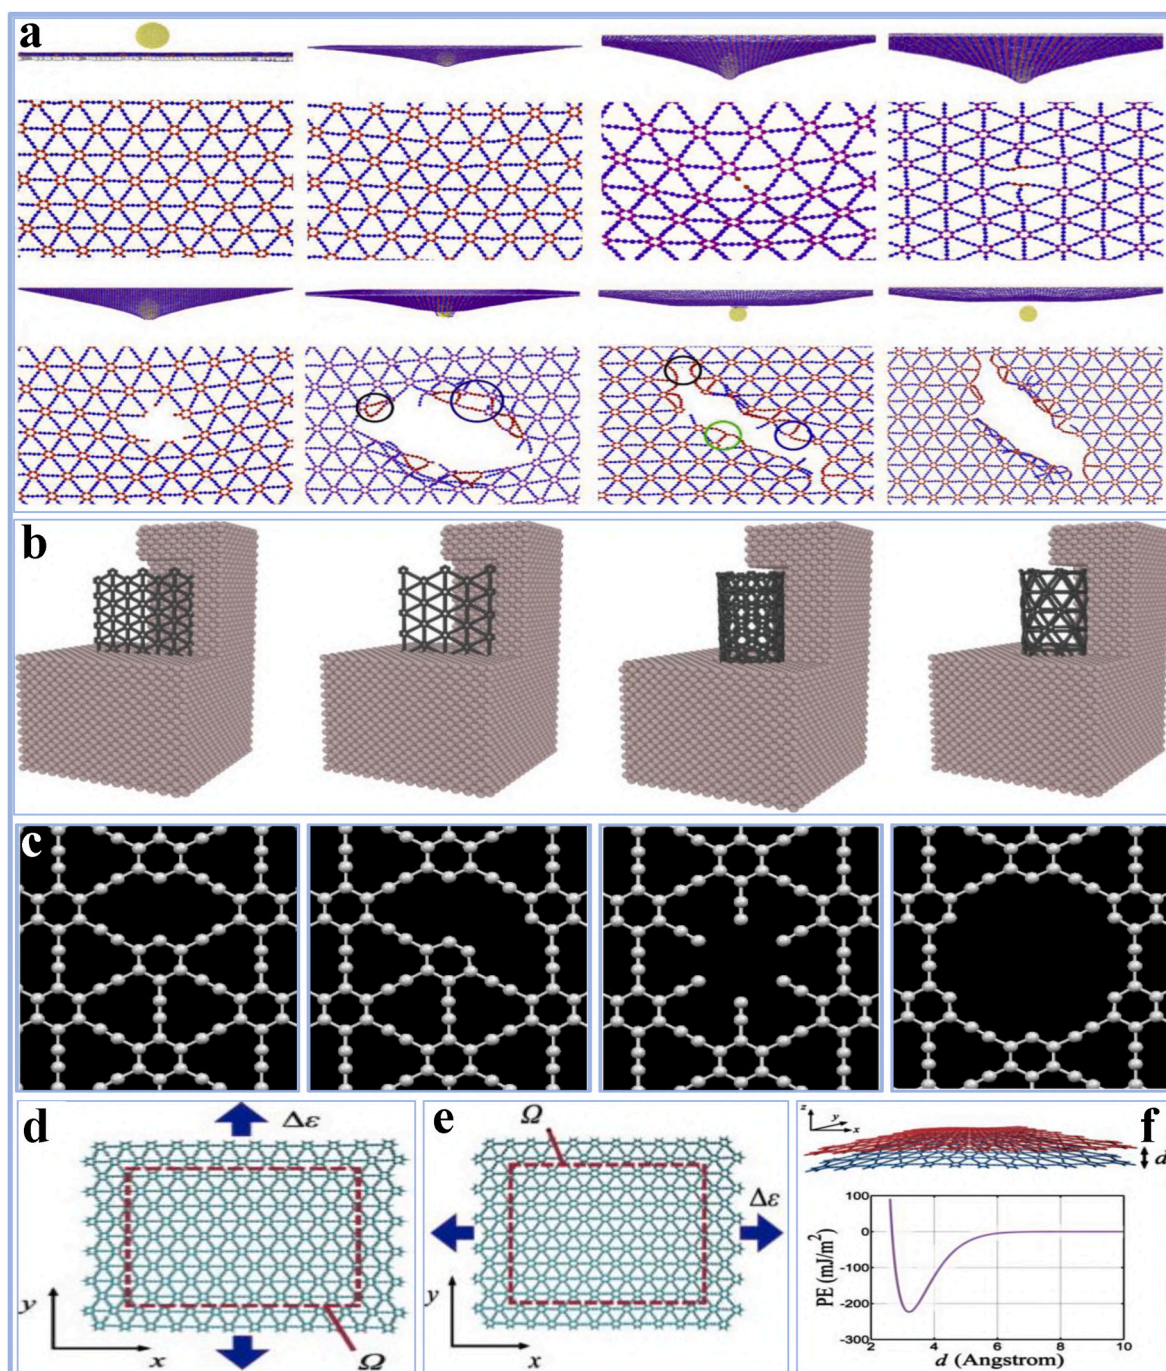 a
b
c
d
Δε
y
x
Ω
e
Ω
Δε
y
x
f
z
y
x
d
100
0
-100
-200
-300
PE (mJ/m²)
2
4
6
8
10
d (Angstrom)